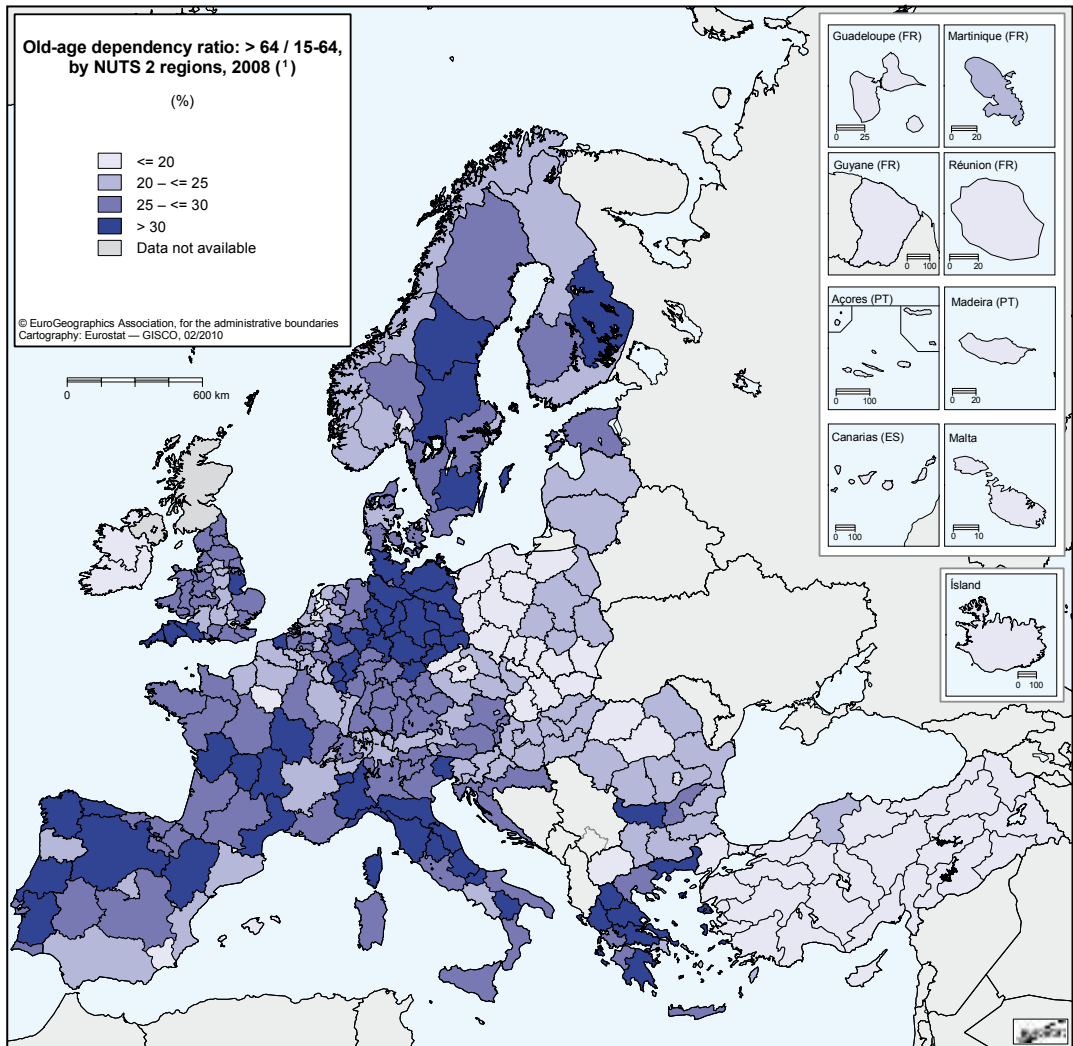 Old-age dependency ratio: > 64 / 15-64,
by NUTS 2 regions, 2008 (¹)
(%)
<= 20
20 – <= 25
25 – <= 30
> 30
Data not available
© EuroGeographics Association, for the administrative boundaries
Cartography: Eurostat — GISCO, 02/2010
0 600 km
Guadeloupe (FR)
0 25
Martinique (FR)
0 20
Guyane (FR)
0 100
Réunion (FR)
0 20
Açores (PT)
0 100
Madeira (PT)
0 20
Canarias (ES)
0 100
Malta
0 10
Ísland
0 100